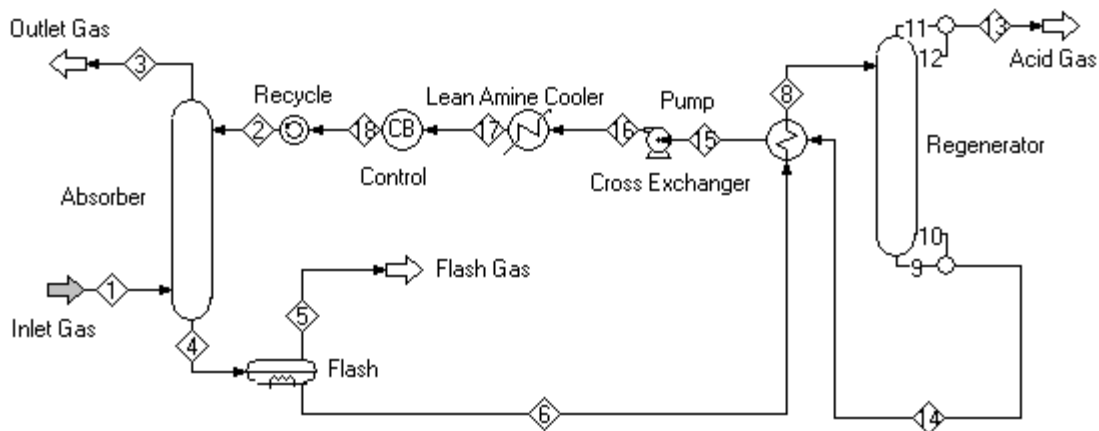 Outlet Gas
3
11
13
12
Acid Gas
Recycle
Lean Amine Cooler
Pump
8
2
18
CB
17
16
15
Control
Cross Exchanger
Regenerator
Absorber
10
9
1
Inlet Gas
5
Flash Gas
4
Flash
6
14